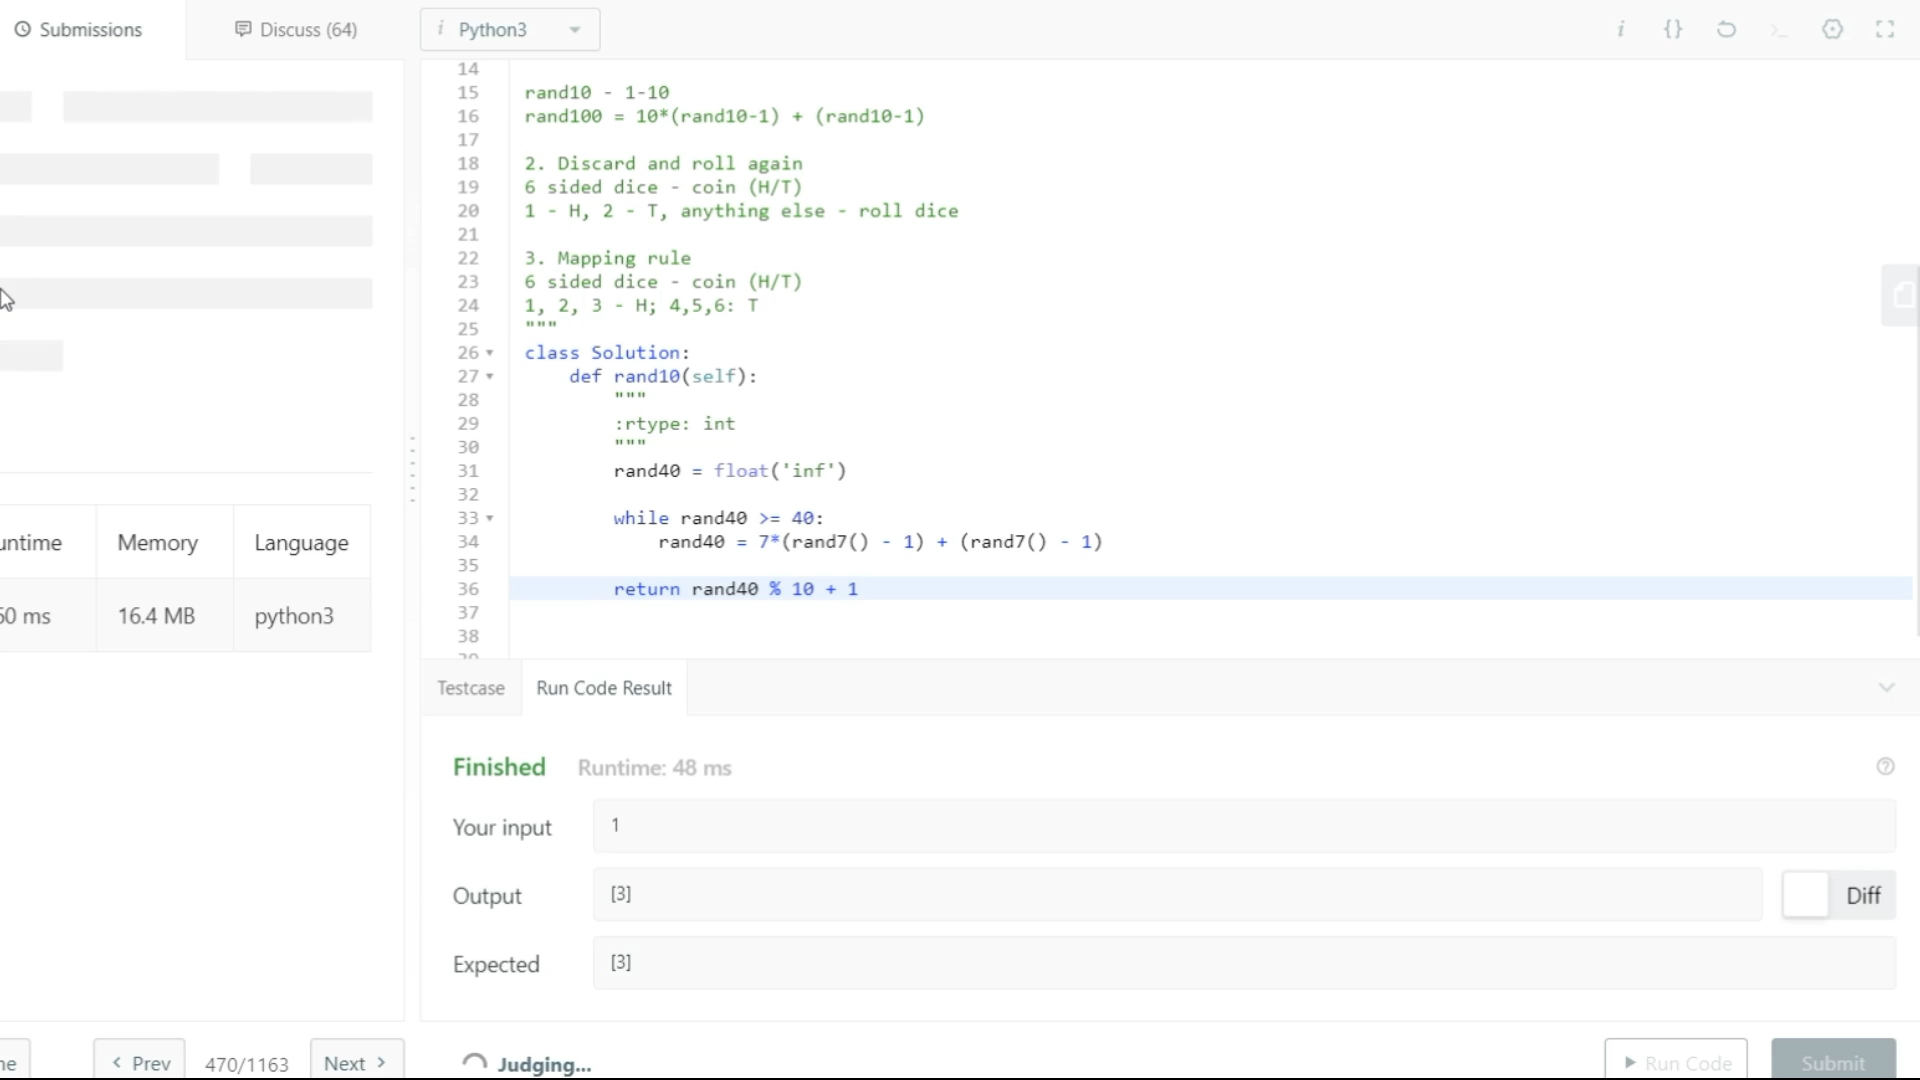 Submissions
Discuss (64)
i Python3
i {} >_
14
15 rand10 - 1-10
16 rand100 = 10*(rand10-1) + (rand10-1)
17
18 2. Discard and roll again
19 6 sided dice - coin (H/T)
20 1 - H, 2 - T, anything else - roll dice
21
22 3. Mapping rule
23 6 sided dice - coin (H/T)
24 1, 2, 3 - H; 4,5,6: T
25 """
26 class Solution:
27 def rand10(self):
28 """
29 :rtype: int
30 """
31 rand40 = float('inf')
32
33 while rand40 >= 40:
34 rand40 = 7*(rand7() - 1) + (rand7() - 1)
35
36 return rand40 % 10 + 1
37
38
untime Memory Language
0 ms 16.4 MB python3
Testcase Run Code Result
Finished Runtime: 48 ms
Your input 1
Output [3] Diff
Expected [3]
Prev 470/1163 Next
Judging...
Run Code Submit